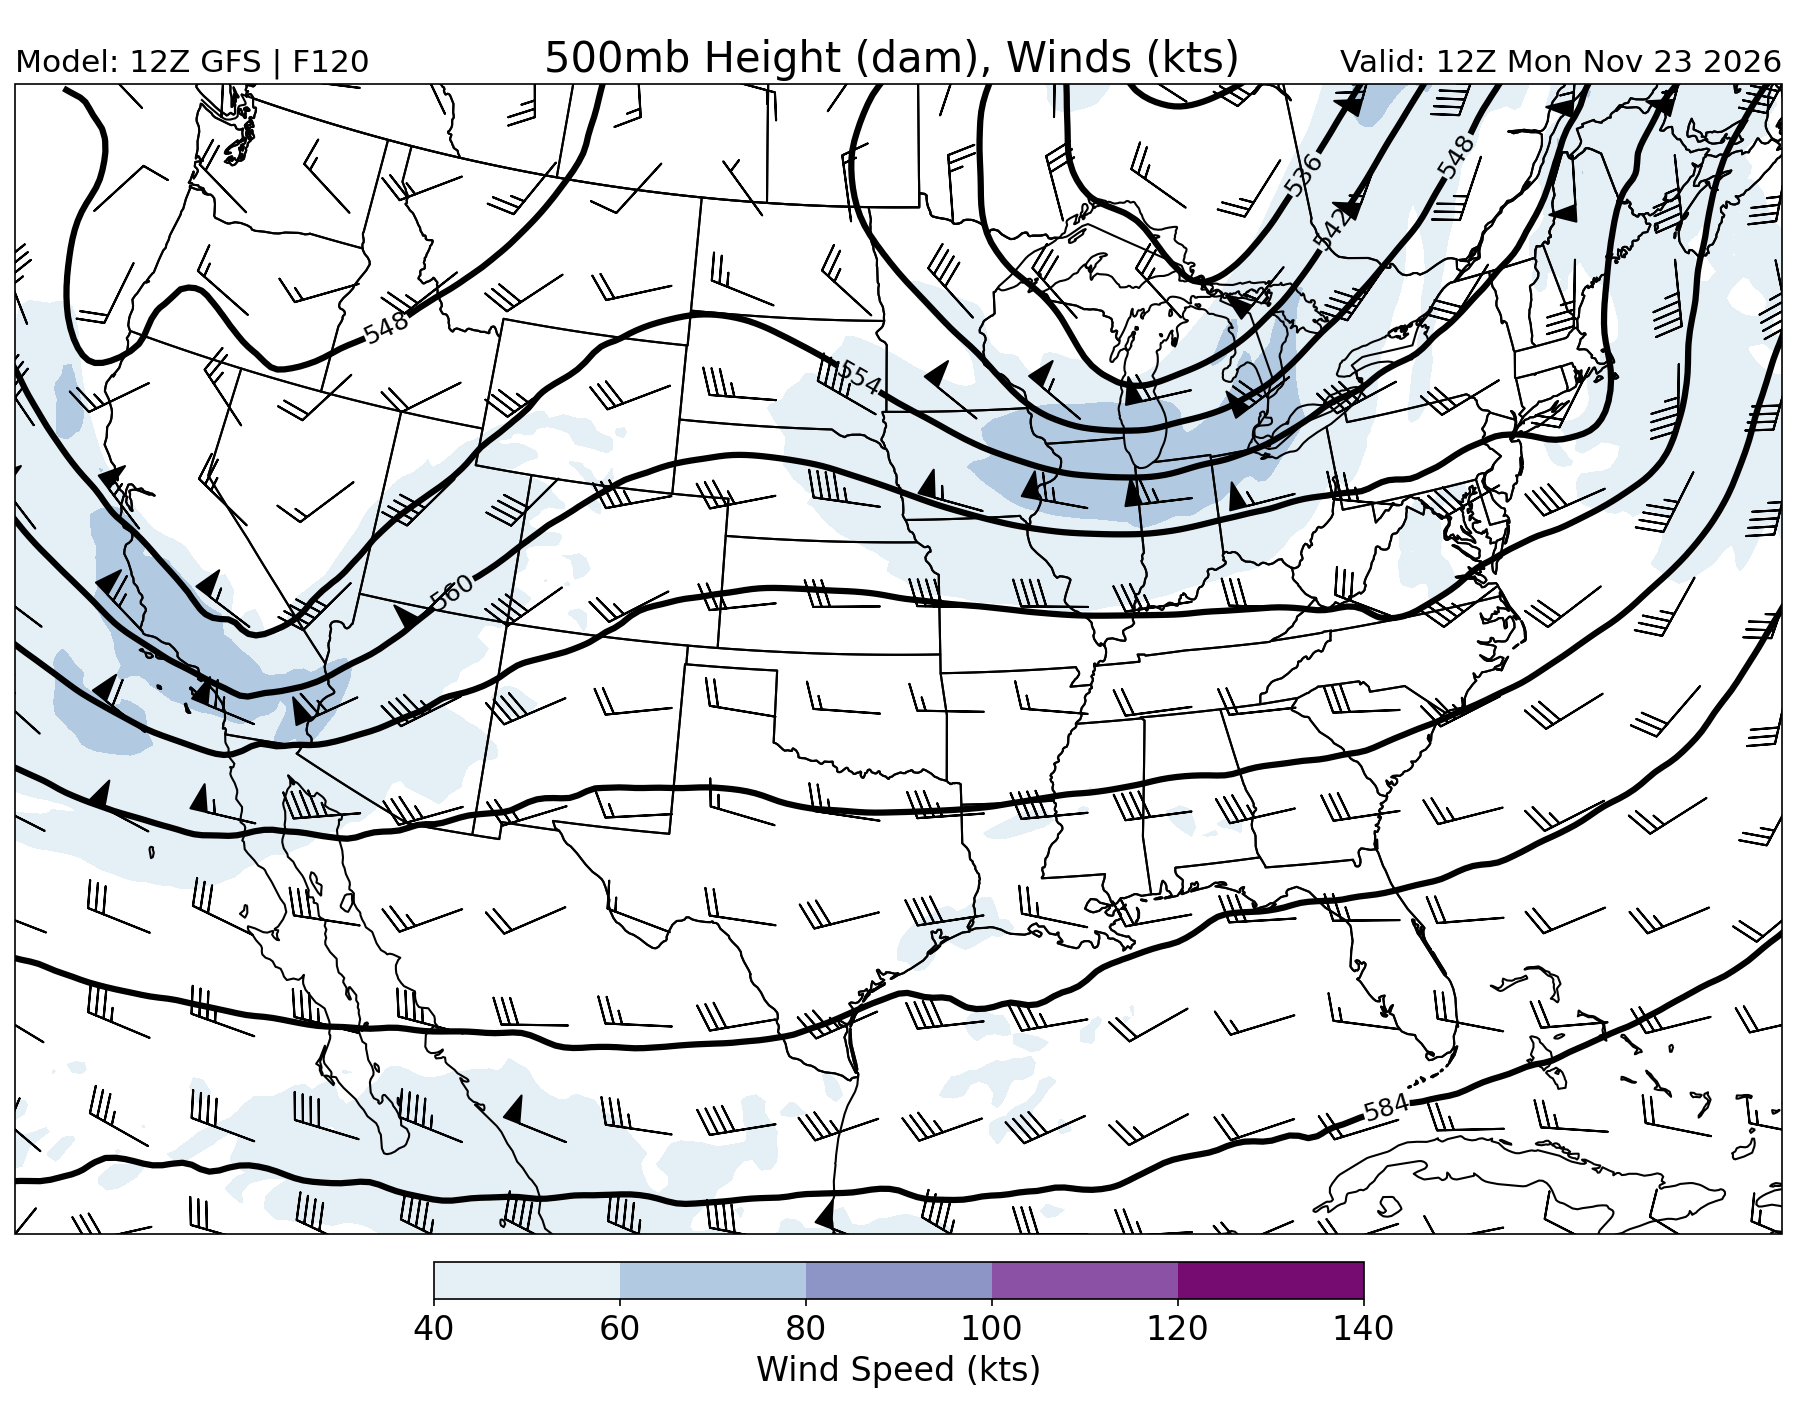 Model: 12Z GFS | F120
500mb Height (dam), Winds (kts)
Valid: 12Z Mon Nov 23 2026
536
548
542
548
554
560
584
40 60 80 100 120 140
Wind Speed (kts)